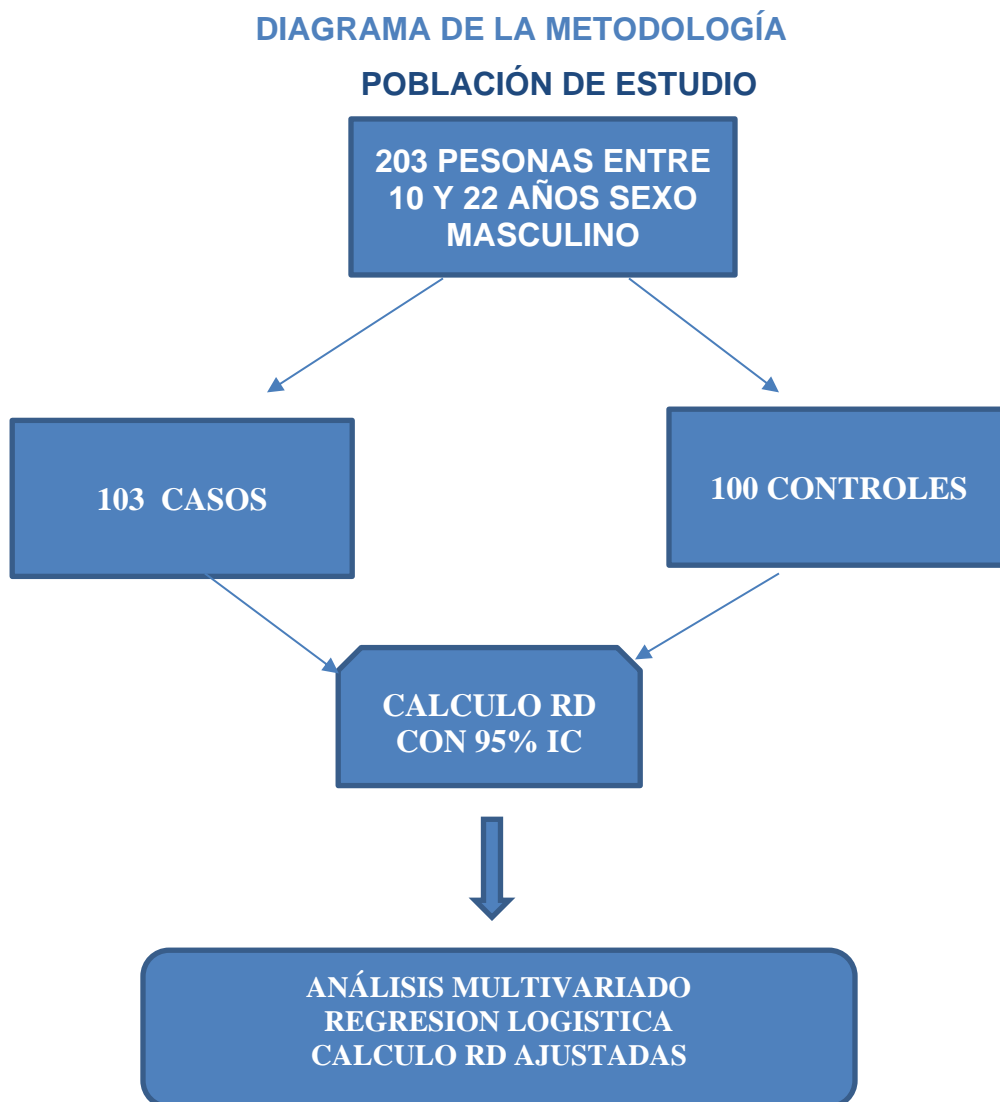 DIAGRAMA DE LA METODOLOGÍA
POBLACIÓN DE ESTUDIO
203 PESONAS ENTRE
10 Y 22 AÑOS SEXO
MASCULINO
103 CASOS
100 CONTROLES
CALCULO RD
CON 95% IC
ANÁLISIS MULTIVARIADO
REGRESION LOGISTICA
CALCULO RD AJUSTADAS